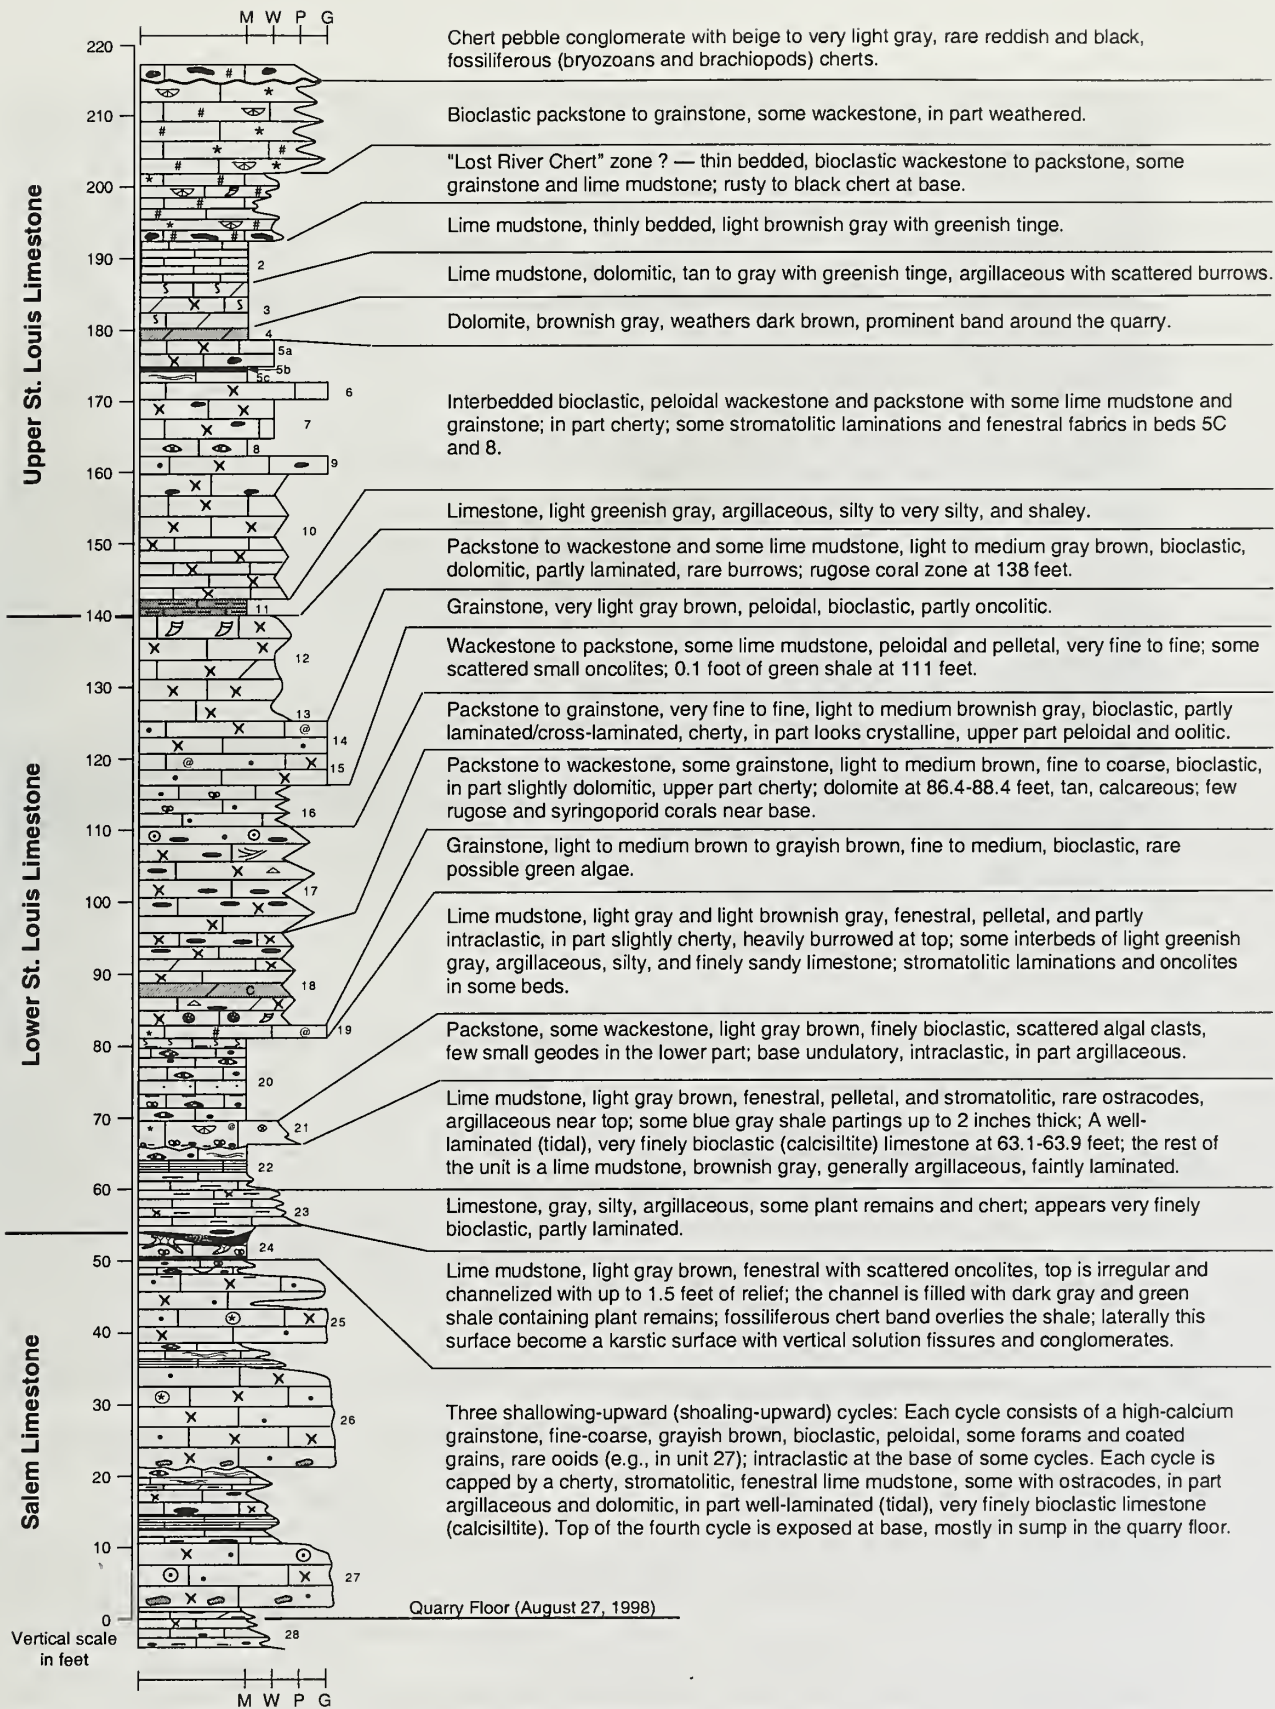 M W P G
220
210
200
190
180
170
160
150
140
130
120
110
100
90
80
70
60
50
40
30
20
10
0
Vertical scale
in feet
Upper St. Louis Limestone
Lower St. Louis Limestone
Salem Limestone
2
3
4
5a
5b
5c
6
7
8
9
10
11
12
13
14
15
16
17
C
18
19
20
21
22
23
24
25
26
27
28
Chert pebble conglomerate with beige to very light gray, rare reddish and black,
fossiliferous (bryozoans and brachiopods) cherts.
Bioclastic packstone to grainstone, some wackestone, in part weathered.
"Lost River Chert" zone ? — thin bedded, bioclastic wackestone to packstone, some
grainstone and lime mudstone; rusty to black chert at base.
Lime mudstone, thinly bedded, light brownish gray with greenish tinge.
Lime mudstone, dolomitic, tan to gray with greenish tinge, argillaceous with scattered burrows.
Dolomite, brownish gray, weathers dark brown, prominent band around the quarry.
Interbedded bioclastic, peloidal wackestone and packstone with some lime mudstone and
grainstone; in part cherty; some stromatolitic laminations and fenestral fabrics in beds 5C
and 8.
Limestone, light greenish gray, argillaceous, silty to very silty, and shaley.
Packstone to wackestone and some lime mudstone, light to medium gray brown, bioclastic,
dolomitic, partly laminated, rare burrows; rugose coral zone at 138 feet.
Grainstone, very light gray brown, peloidal, bioclastic, partly oncolitic.
Wackestone to packstone, some lime mudstone, peloidal and pelletal, very fine to fine; some
scattered small oncolites; 0.1 foot of green shale at 111 feet.
Packstone to grainstone, very fine to fine, light to medium brownish gray, bioclastic, partly
laminated/cross-laminated, cherty, in part looks crystalline, upper part peloidal and oolitic.
Packstone to wackestone, some grainstone, light to medium brown, fine to coarse, bioclastic,
in part slightly dolomitic, upper part cherty; dolomite at 86.4-88.4 feet, tan, calcareous; few
rugose and syringoporid corals near base.
Grainstone, light to medium brown to grayish brown, fine to medium, bioclastic, rare
possible green algae.
Lime mudstone, light gray and light brownish gray, fenestral, pelletal, and partly
intraclastic, in part slightly cherty, heavily burrowed at top; some interbeds of light greenish
gray, argillaceous, silty, and finely sandy limestone; stromatolitic laminations and oncolites
in some beds.
Packstone, some wackestone, light gray brown, finely bioclastic, scattered algal clasts,
few small geodes in the lower part; base undulatory, intraclastic, in part argillaceous.
Lime mudstone, light gray brown, fenestral, pelletal, and stromatolitic, rare ostracodes,
argillaceous near top; some blue gray shale partings up to 2 inches thick; A well-
laminated (tidal), very finely bioclastic (calcisiltite) limestone at 63.1-63.9 feet; the rest of
the unit is a lime mudstone, brownish gray, generally argillaceous, faintly laminated.
Limestone, gray, silty, argillaceous, some plant remains and chert; appears very finely
bioclastic, partly laminated.
Lime mudstone, light gray brown, fenestral with scattered oncolites, top is irregular and
channelized with up to 1.5 feet of relief; the channel is filled with dark gray and green
shale containing plant remains; fossiliferous chert band overlies the shale; laterally this
surface become a karstic surface with vertical solution fissures and conglomerates.
Three shallowing-upward (shoaling-upward) cycles: Each cycle consists of a high-calcium
grainstone, fine-coarse, grayish brown, bioclastic, peloidal, some forams and coated
grains, rare ooids (e.g., in unit 27); intraclastic at the base of some cycles. Each cycle is
capped by a cherty, stromatolitic, fenestral lime mudstone, some with ostracodes, in part
argillaceous and dolomitic, in part well-laminated (tidal), very finely bioclastic limestone
(calcisiltite). Top of the fourth cycle is exposed at base, mostly in sump in the quarry floor.
Quarry Floor (August 27, 1998)
M W P G